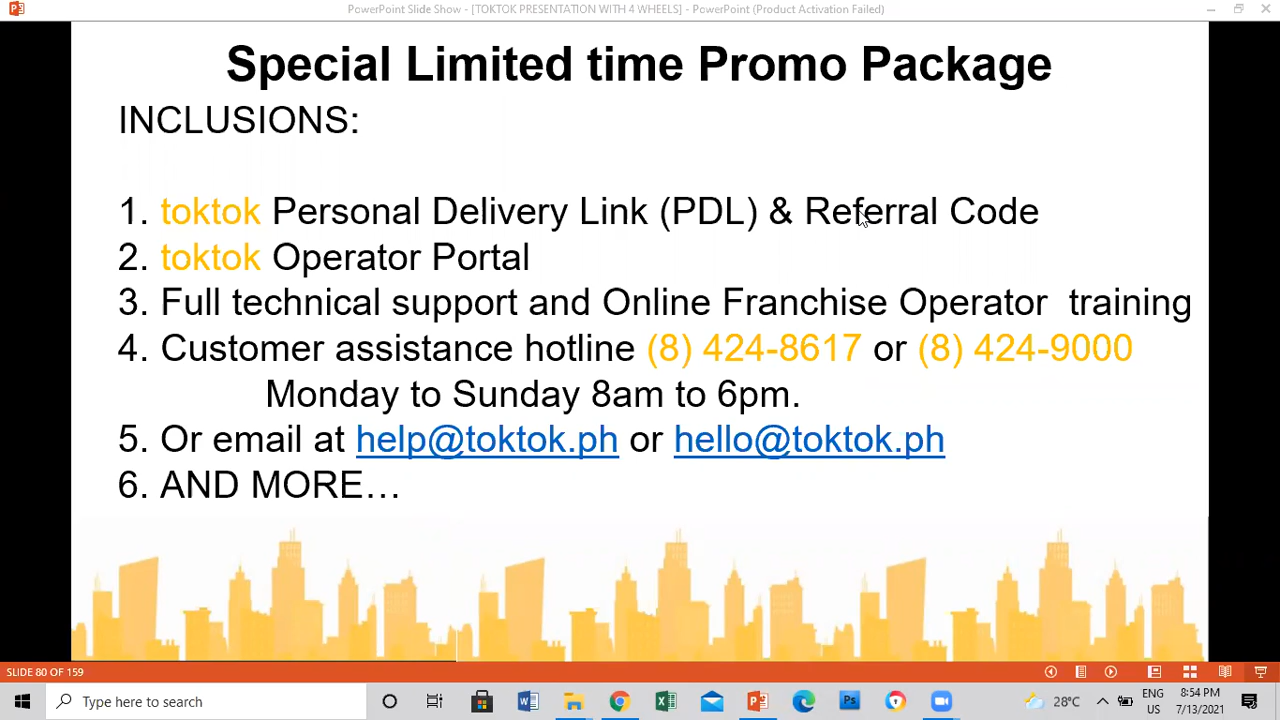 PowerPoint Slide Show - [TOKTOK PRESENTATION WITH 4 WHEELS] - PowerPoint (Product Activation Failed)
Special Limited time Promo Package
INCLUSIONS:
1. toktok Personal Delivery Link (PDL) & Referral Code
2. toktok Operator Portal
3. Full technical support and Online Franchise Operator  training
4. Customer assistance hotline (8) 424-8617 or (8) 424-9000
Monday to Sunday 8am to 6pm.
5. Or email at help@toktok.ph or hello@toktok.ph
6. AND MORE…
SLIDE 80 OF 159
Type here to search
28°C
ENG
US
8:54 PM
7/13/2021